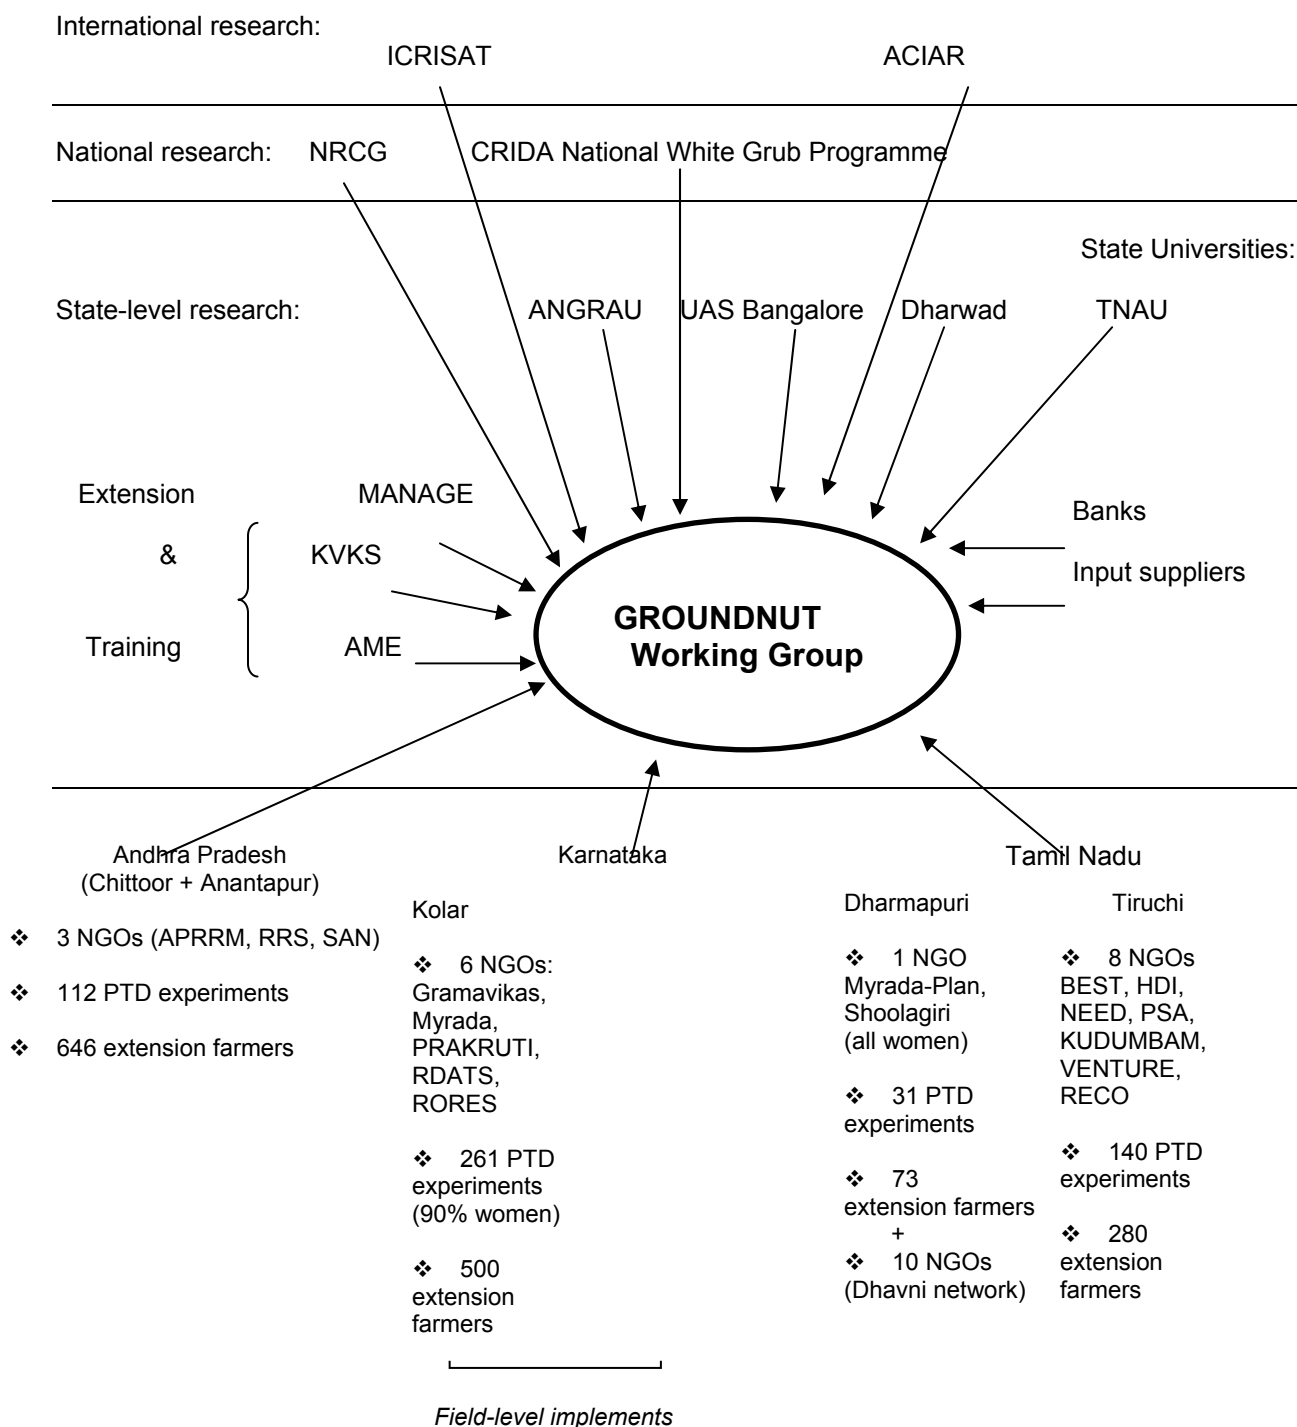 International research:
ICRISAT ACIAR
National research: NRCG CRIDA National White Grub Programme
State Universities:
State-level research: ANGRAU UAS Bangalore Dharwad TNAU
Extension MANAGE
Banks
& KVKS
Input suppliers
Training AME
GROUNDNUT
Working Group
Andhra Pradesh
(Chittoor + Anantapur)
❖ 3 NGOs (APRRM, RRS, SAN)
❖ 112 PTD experiments
❖ 646 extension farmers
Karnataka
Kolar
❖ 6 NGOs:
Gramavikas,
Myrada,
PRAKRUTI,
RDATS,
RORES
❖ 261 PTD
experiments
(90% women)
❖ 500
extension
farmers
Tamil Nadu
Dharmapuri
❖ 1 NGO
Myrada-Plan,
Shoolagiri
(all women)
❖ 31 PTD
experiments
❖ 73
extension farmers
+
❖ 10 NGOs
(Dhavni network)
Tiruchi
❖ 8 NGOs
BEST, HDI,
NEED, PSA,
KUDUMBAM,
VENTURE,
RECO
❖ 140 PTD
experiments
❖ 280
extension
farmers
Field-level implements